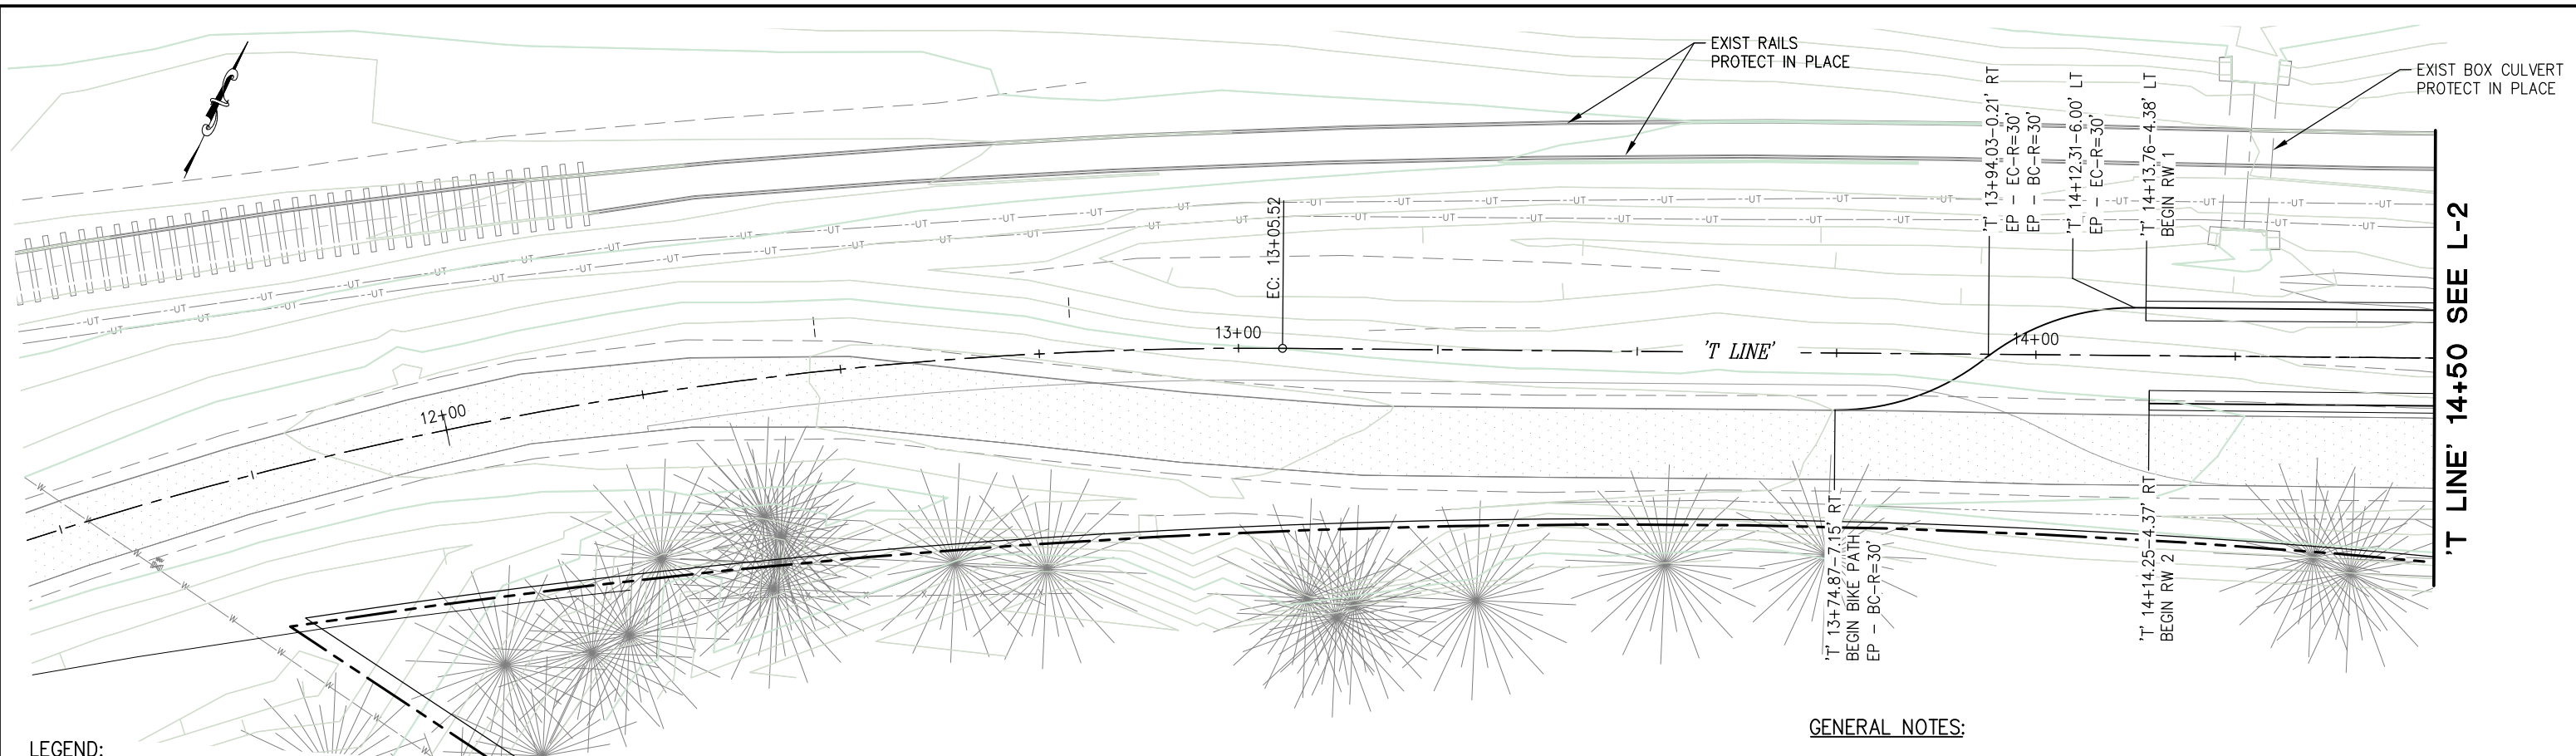 EXIST RAILS
PROTECT IN PLACE
EXIST BOX CULVERT
PROTECT IN PLACE
'T' 13+94.03-0.21' RT
EP - EC-R=30'
EP - BC-R=30'
'T' 14+12.31-6.00' LT
EP - EC-R=30'
'T' 14+13.76-4.38' LT
BEGIN RW 1
EC: 13+05.52
12+00
13+00
'T LINE'
14+00
'T LINE' 14+50 SEE L-2
'T' 13+74.87-7.15' RT
BEGIN BIKE PATH
EP - BC-R=30'
'T' 14+14.25-4.37' RT
BEGIN RW 2
LEGEND:
GENERAL NOTES: